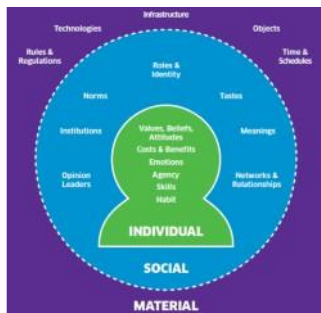 Infrastructure
Technologies
Objects
Rules &
Regulations
Time &
Schedules
Roles &
Identity
Norms
Tastes
Institutions
Meanings
Opinion
Leaders
Networks &
Relationships
Values, Beliefs,
Attitudes
Costs & Benefits
Emotions
Agency
Skills
Habit
INDIVIDUAL
SOCIAL
MATERIAL